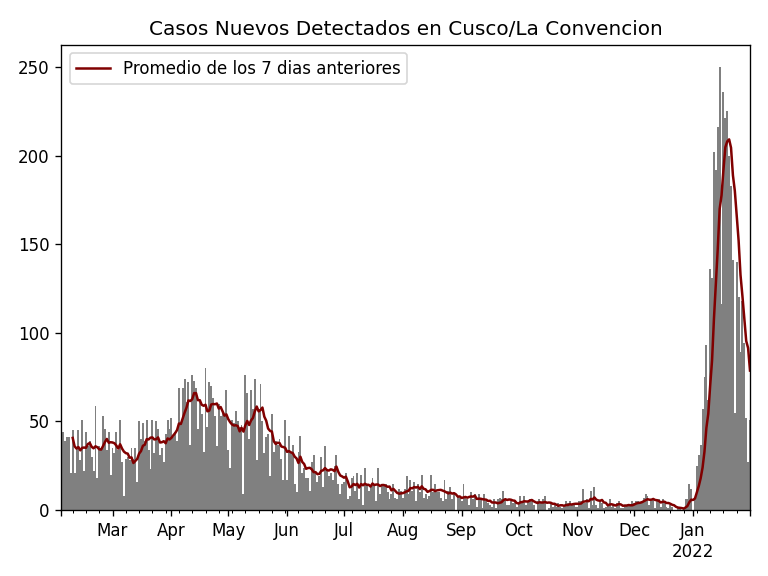 Casos Nuevos Detectados en Cusco/La Convencion
Promedio de los 7 dias anteriores
250
200
150
100
50
0
Mar Apr May Jun Jul Aug Sep Oct Nov Dec Jan
2022